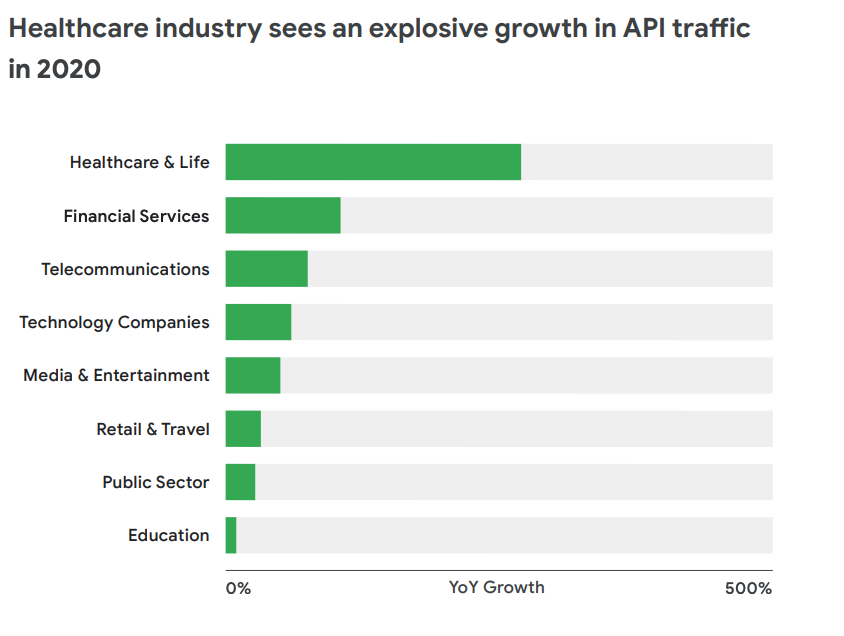 Healthcare industry sees an explosive growth in API traffic
in 2020
Healthcare & Life
Financial Services
Telecommunications
Technology Companies
Media & Entertainment
Retail & Travel
Public Sector
Education
0% YoY Growth 500%